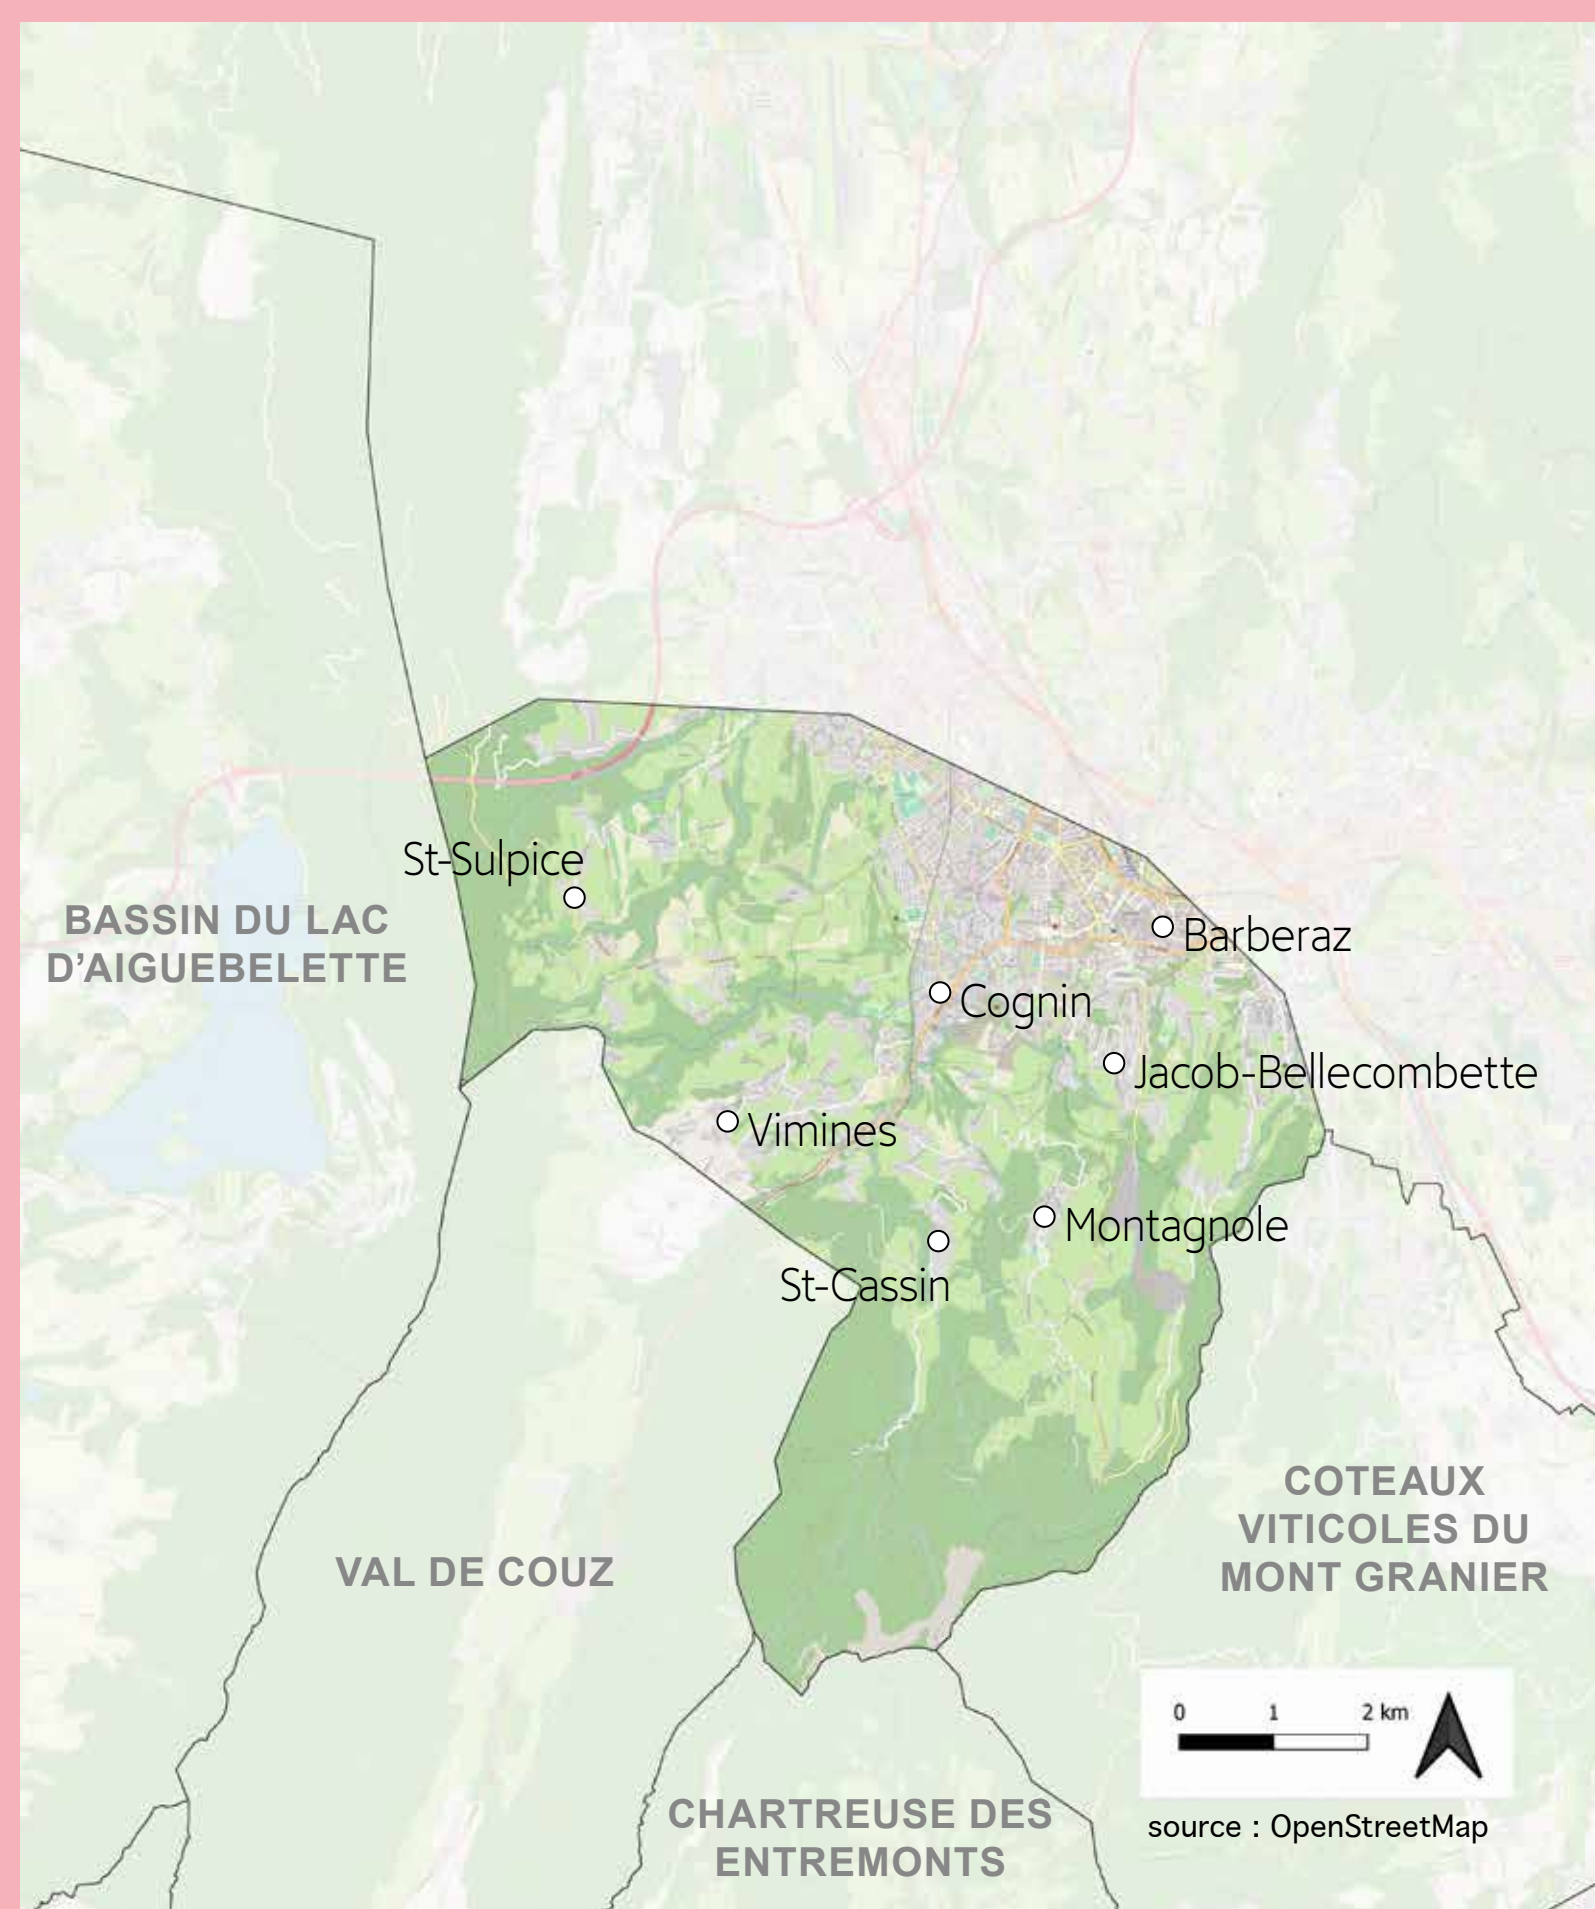 St-Sulpice
BASSIN DU LAC
D’AIGUEBELETTE
Barberaz
Cognin
Jacob-Bellecombette
Vimines
Montagnole
St-Cassin
COTEAUX
VITICOLES DU
MONT GRANIER
VAL DE COUZ
0 1 2 km
CHARTREUSE DES
ENTREMONTS
source : OpenStreetMap